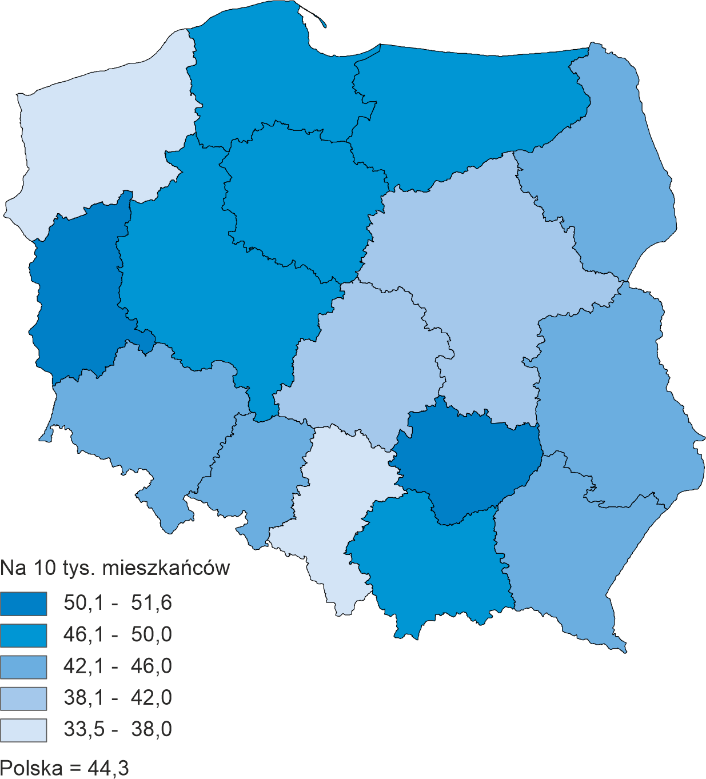 Na 10 tys. mieszkańców
50,1 - 51,6
46,1 - 50,0
42,1 - 46,0
38,1 - 42,0
33,5 - 38,0
Polska = 44,3